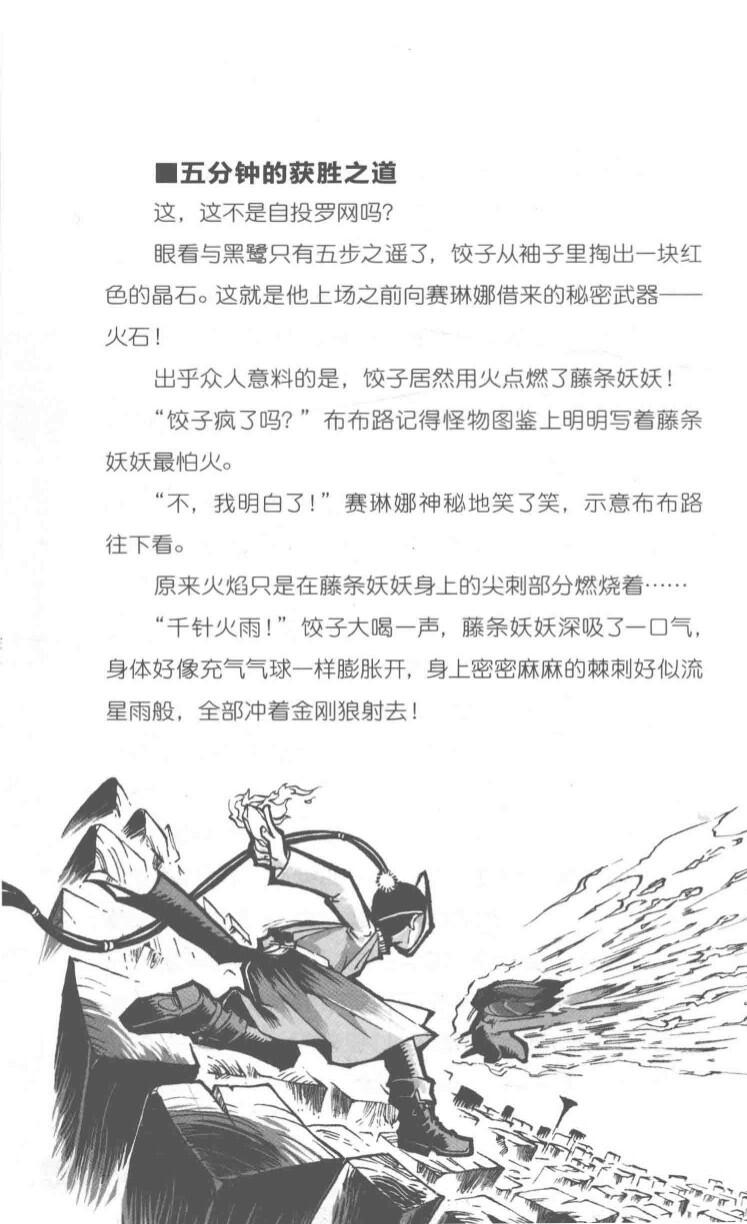 ■五分钟的获胜之道
这，这不是自投罗网吗？
眼看与黑鹭只有五步之遥了，饺子从袖子里掏出一块红
色的晶石。这就是他上场之前向赛琳娜借来的秘密武器——
火石！
出乎众人意料的是，饺子居然用火点燃了藤条妖妖！
“饺子疯了吗？”布布路记得怪物图鉴上明明写着藤条
妖妖最怕火。
“不，我明白了！”赛琳娜神秘地笑了笑，示意布布路
往下看。
原来火焰只是在藤条妖妖身上的尖刺部分燃烧着……
“千针火雨！”饺子大喝一声，藤条妖妖深吸了一口气，
身体好像充气气球一样膨胀开，身上密密麻麻的棘刺好似流
星雨般，全部冲着金刚狼射去！